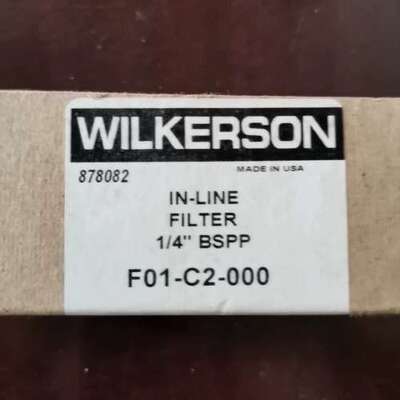 WILKERSON
878082 MADE IN USA
IN-LINE
FILTER
1/4" BSPP
F01-C2-000